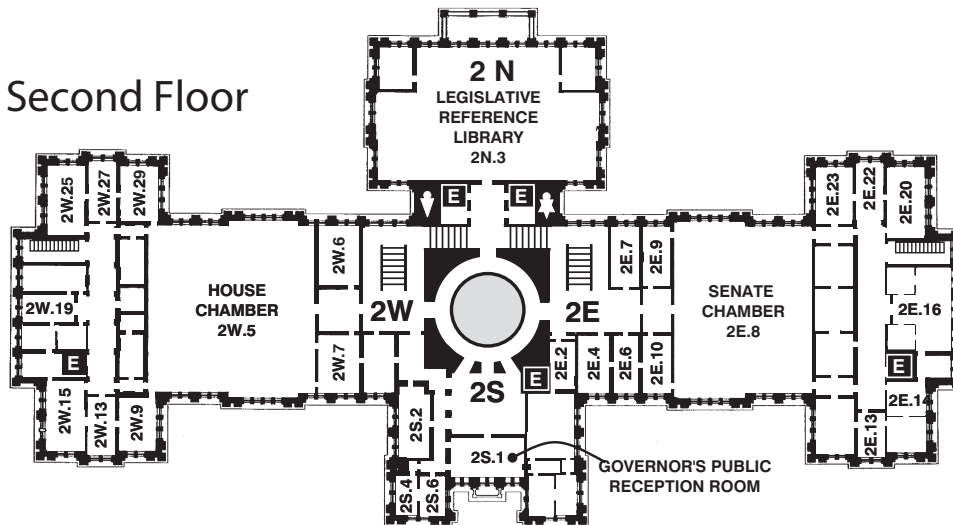 Second Floor
2 N
LEGISLATIVE
REFERENCE
LIBRARY
2N.3
E
E
2W.25
2W.27
2W.29
2E.23
2E.22
2E.20
2W.6
2E.7
2E.9
2W.19
HOUSE
CHAMBER
2W.5
2W
2E
SENATE
CHAMBER
2E.8
2E.16
E
2W.7
2E.2
2E.4
2E.6
2E.10
E
E
2W.15
2W.13
2W.9
2S.2
2S
2E.14
2E.13
2S.1
GOVERNOR'S PUBLIC
RECEPTION ROOM
2S.4
2S.6